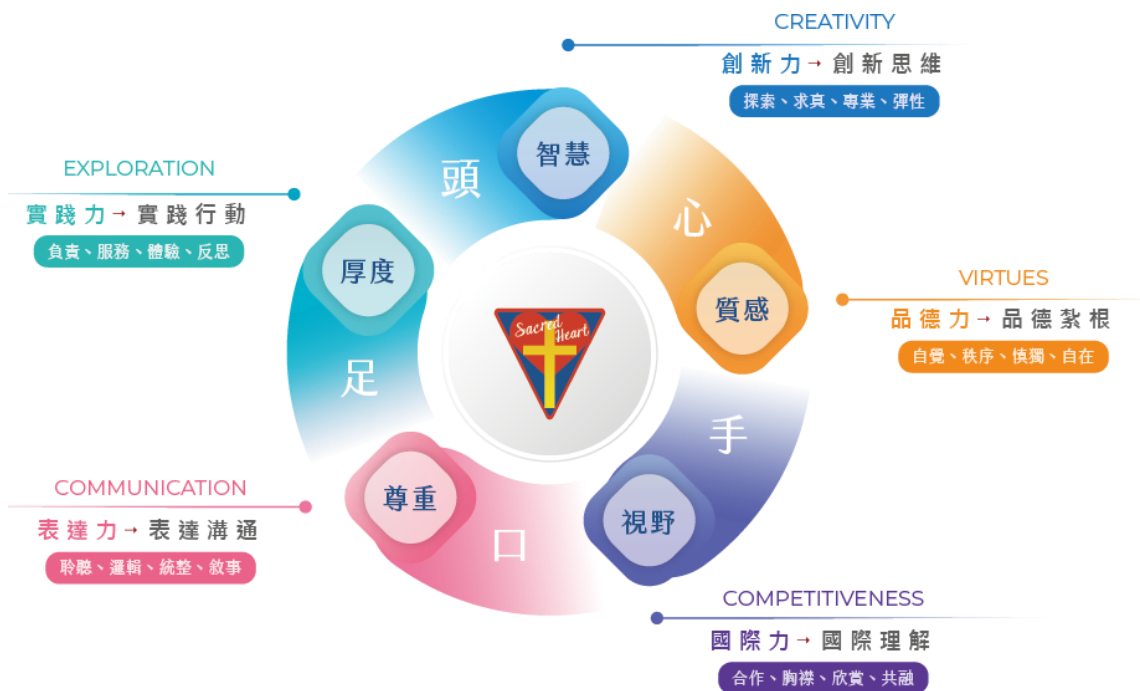 CREATIVITY
創新力→創新思維
探索、求真、專業、彈性
智慧
頭
心
EXPLORATION
實踐力→實踐行動
負責、服務、體驗、反思
厚度
足
VIRTUES
品德力→品德紮根
自覺、秩序、慎獨、自在
質感
手
Sacred
Heart
COMMUNICATION
表達力→表達溝通
聆聽、邏輯、統整、敘事
尊重
口
視野
COMPETITIVENESS
國際力→國際理解
合作、胸襟、欣賞、共融